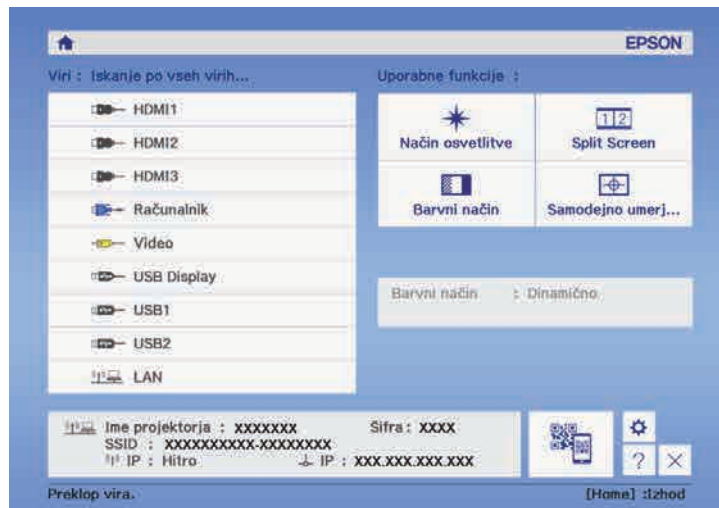 EPSON
Viri : Iskanje po vseh virih...
HDMI1
HDMI2
HDMI3
Računalnik
Video
USB Display
USB1
USB2
LAN
Uporabne funkcije :
Način osvetlitve
1 2
Split Screen
Barvni način
Samodejno umerj...
Barvni način : Dinamično
Ime projektorja : XXXXXXX Šifra : XXXX
SSID : XXXXXXXXXX-XXXXXXXX
IP : Hitro IP : XXX.XXX.XXX.XXX
?
Preklop vira.
[Home] :Izhod